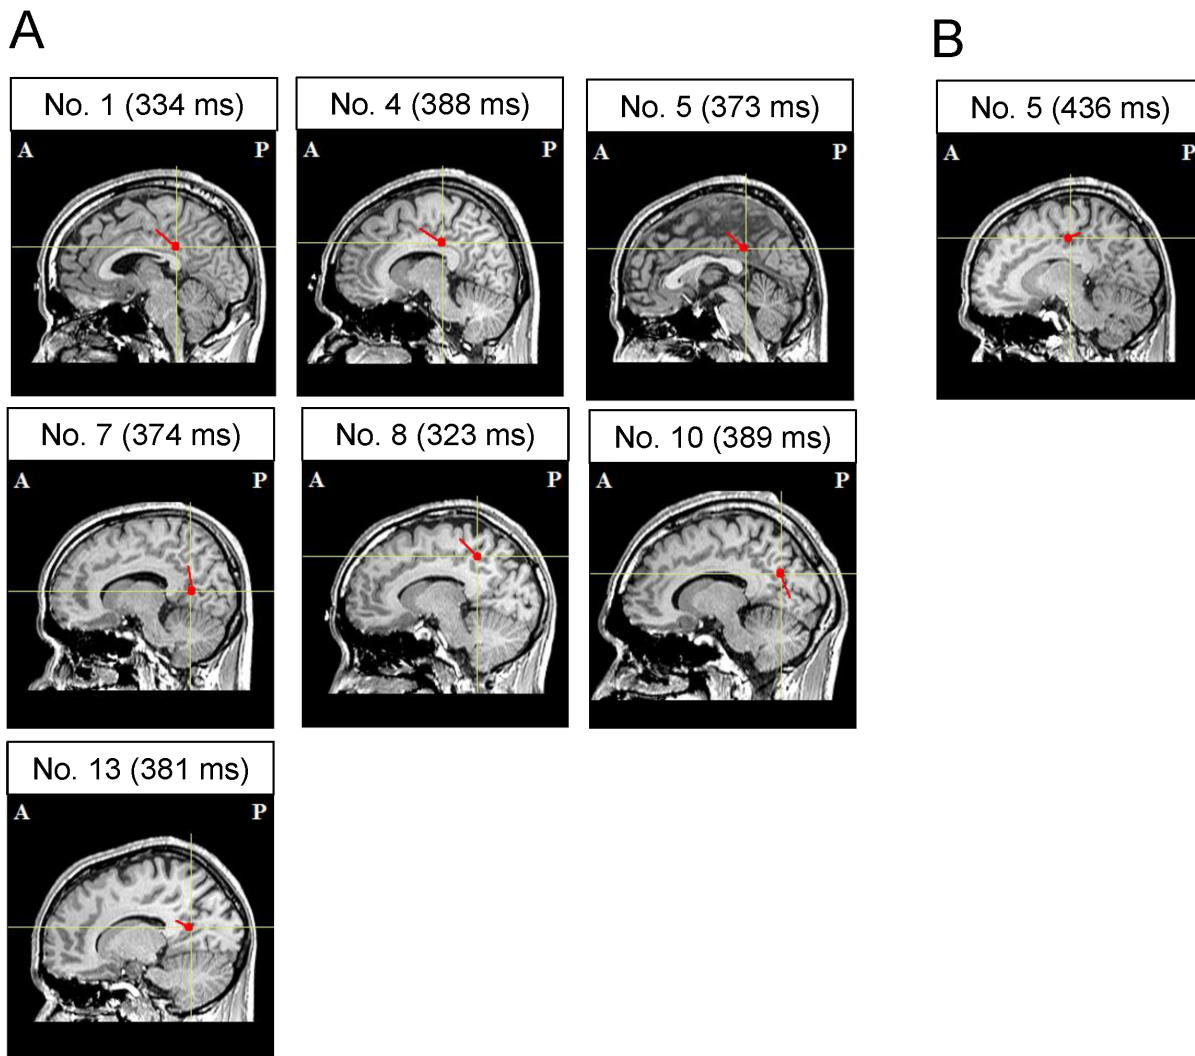 A
B
No. 1 (334 ms)
No. 4 (388 ms)
No. 5 (373 ms)
No. 5 (436 ms)
A P
A P
A P
A P
No. 7 (374 ms)
No. 8 (323 ms)
No. 10 (389 ms)
A P
A P
A P
No. 13 (381 ms)
A P